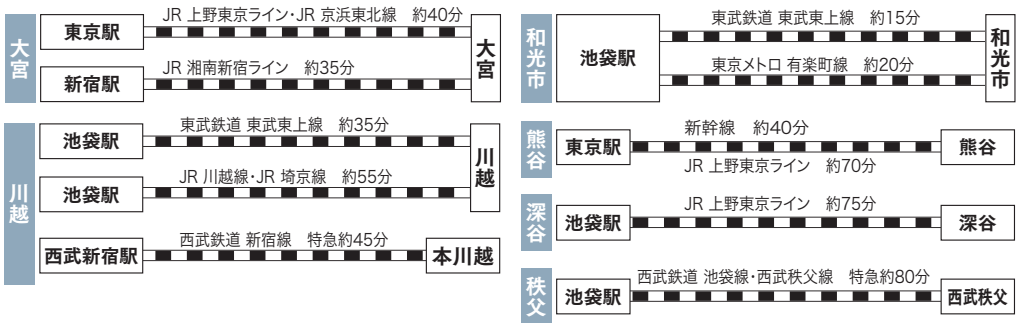 大宮
東京駅
JR 上野東京ライン・JR 京浜東北線　約40分
新宿駅
JR 湘南新宿ライン　約35分
大宮
川越
池袋駅
東武鉄道 東武東上線　約35分
池袋駅
JR 川越線・JR 埼京線　約55分
川越
西武新宿駅
西武鉄道 新宿線　特急約45分
本川越
和光市
池袋駅
東武鉄道 東武東上線　約15分
東京メトロ 有楽町線　約20分
和光市
熊谷
東京駅
新幹線　約40分
JR 上野東京ライン　約70分
熊谷
深谷
池袋駅
JR 上野東京ライン　約75分
深谷
秩父
池袋駅
西武鉄道 池袋線・西武秩父線　特急約80分
西武秩父